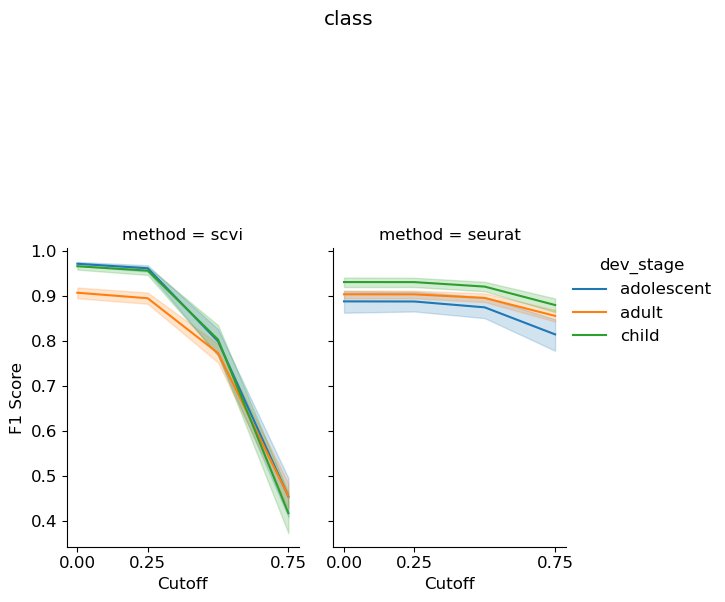 class
method = scvi
method = seurat
dev_stage
adolescent
adult
child
1.0
0.9
0.8
0.7
0.6
0.5
0.4
F1 Score
0.00
0.25
0.75
Cutoff
0.00
0.25
0.75
Cutoff